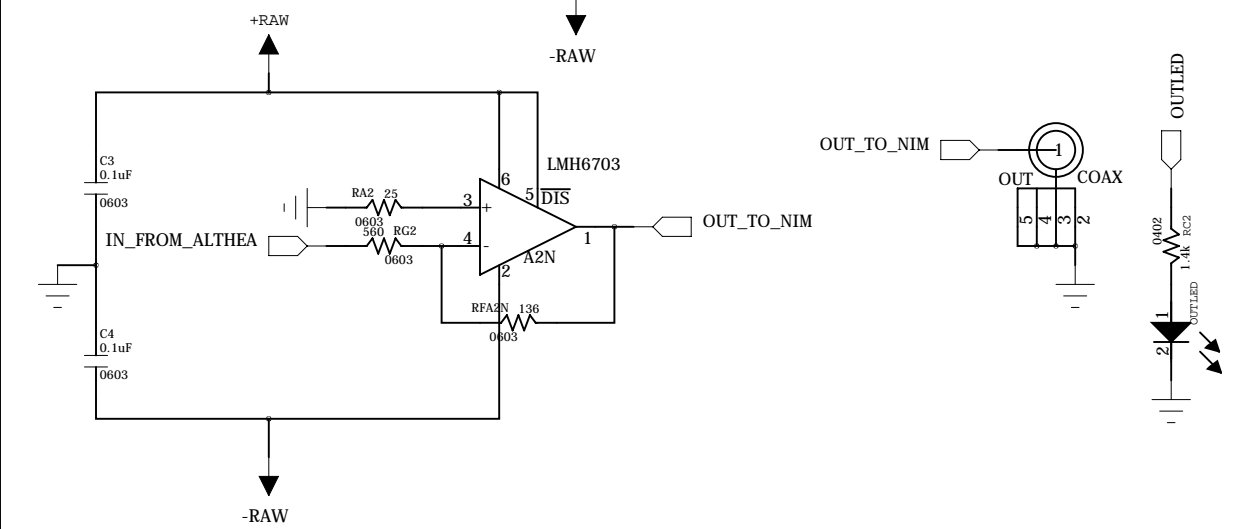 +RAW
-RAW
C3
0.1uF
0603
LMH6703
6
5
DIS
RA2 25
0603
3
+
IN_FROM_ALTHEA
560 RG2
0603
4
-
1
OUT_TO_NIM
A2N
2
RFA2N 136
0603
C4
0.1uF
0603
-RAW
OUT_TO_NIM
1
OUT
COAX
5
4
3
2
OUTLED
0402
1.4k RC2
OUTLED
1
2